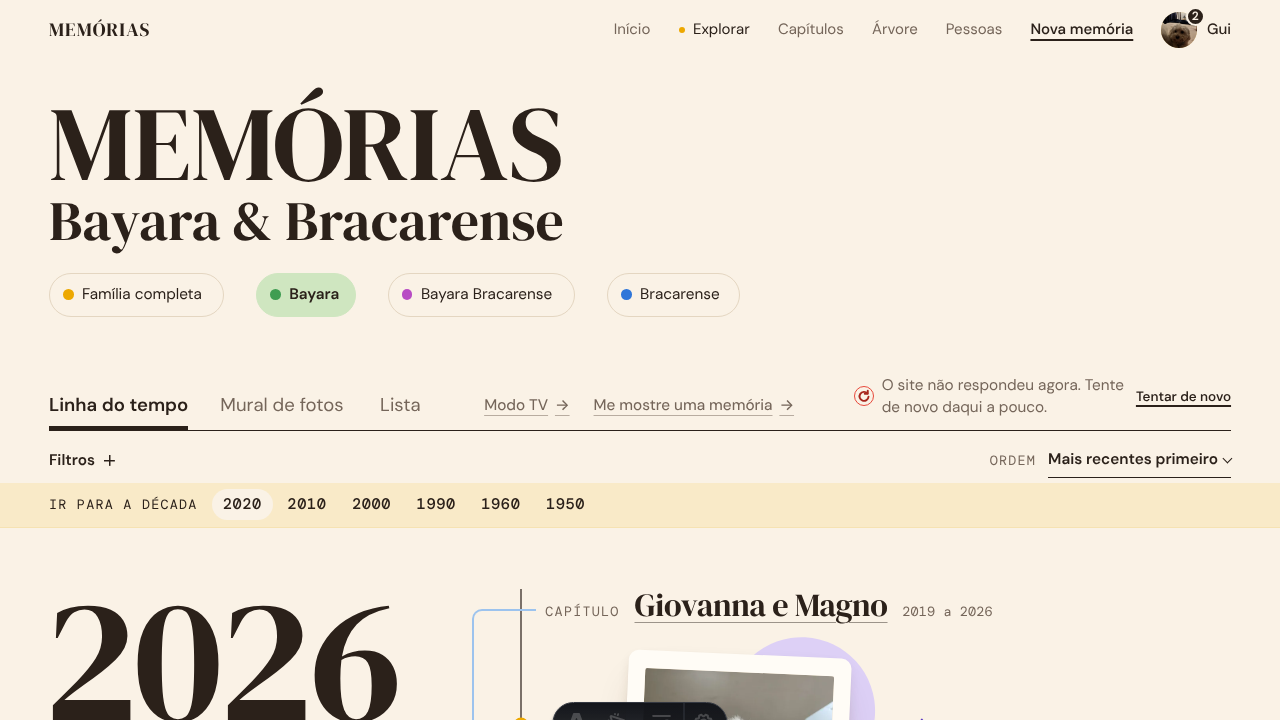 MEMÓRIAS
Início
Explorar
Capítulos
Árvore
Pessoas
Nova memória
2
Gui
MEMÓRIAS
Bayara & Bracarense
Família completa
Bayara
Bayara Bracarense
Bracarense
Linha do tempo
Mural de fotos
Lista
Modo TV →
Me mostre uma memória →
O site não respondeu agora. Tente
de novo daqui a pouco.
Tentar de novo
Filtros +
ORDEM
Mais recentes primeiro
IR PARA A DÉCADA
2020
2010
2000
1990
1960
1950
2026
CAPÍTULO
Giovanna e Magno
2019 a 2026